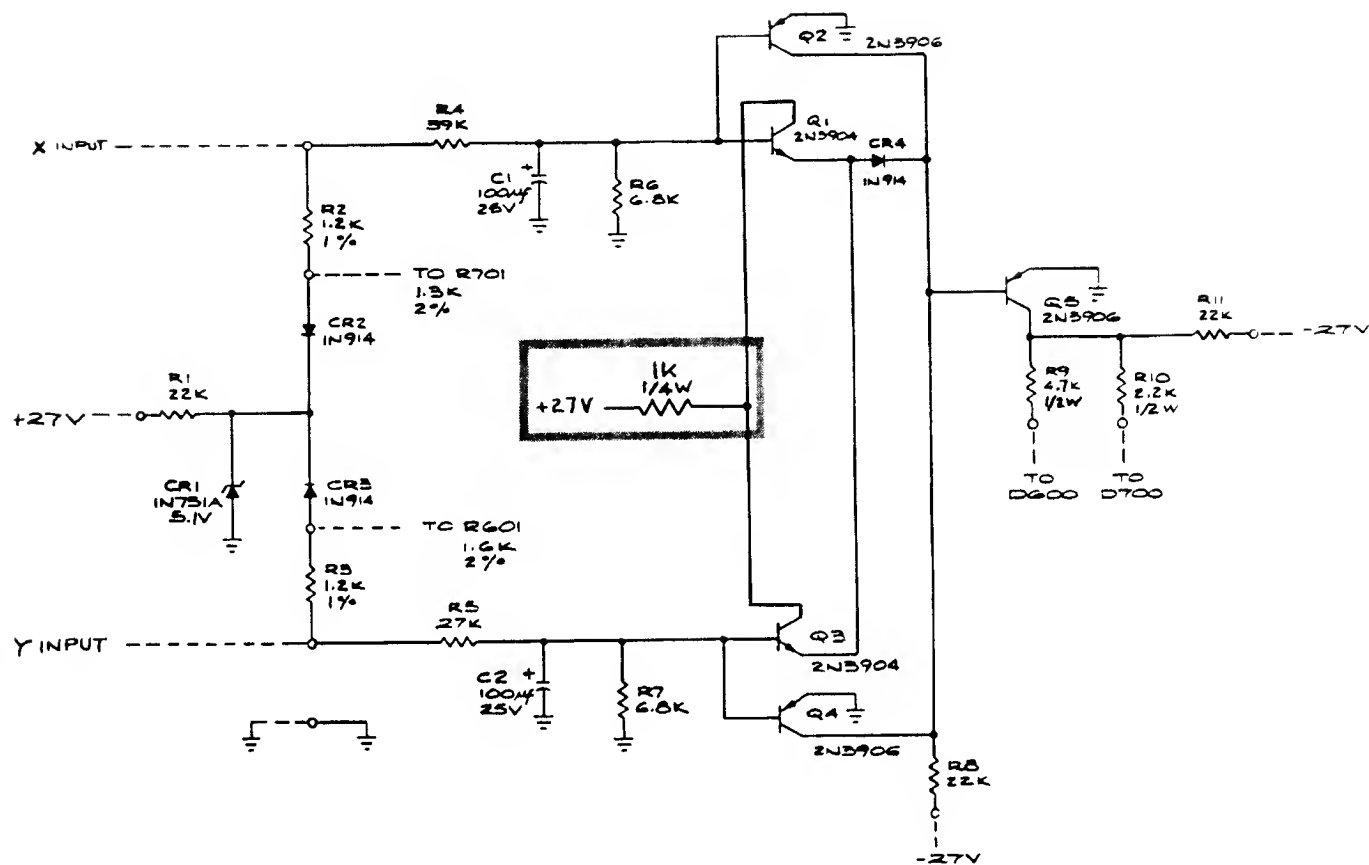 Q2
2N3906
R4
39K
Q1
2N3904
CR4
1N914
X INPUT
C1
+
100μf
25V
R6
6.8K
R2
1.2K
1%
TO R701
1.3K
2%
CR2
1N914
Q5
2N3906
R11
22K
-27V
R1
22K
1K
1/4W
+27V
+27V
R9
4.7K
1/2W
R10
2.2K
1/2W
CR1
1N751A
5.1V
CR3
1N914
TO
D600
TO
D700
TO R601
1.6K
2%
R3
1.2K
1%
R5
27K
Y INPUT
Q3
2N3904
C2
+
100μf
25V
R7
6.8K
Q4
2N3906
R8
22K
-27V